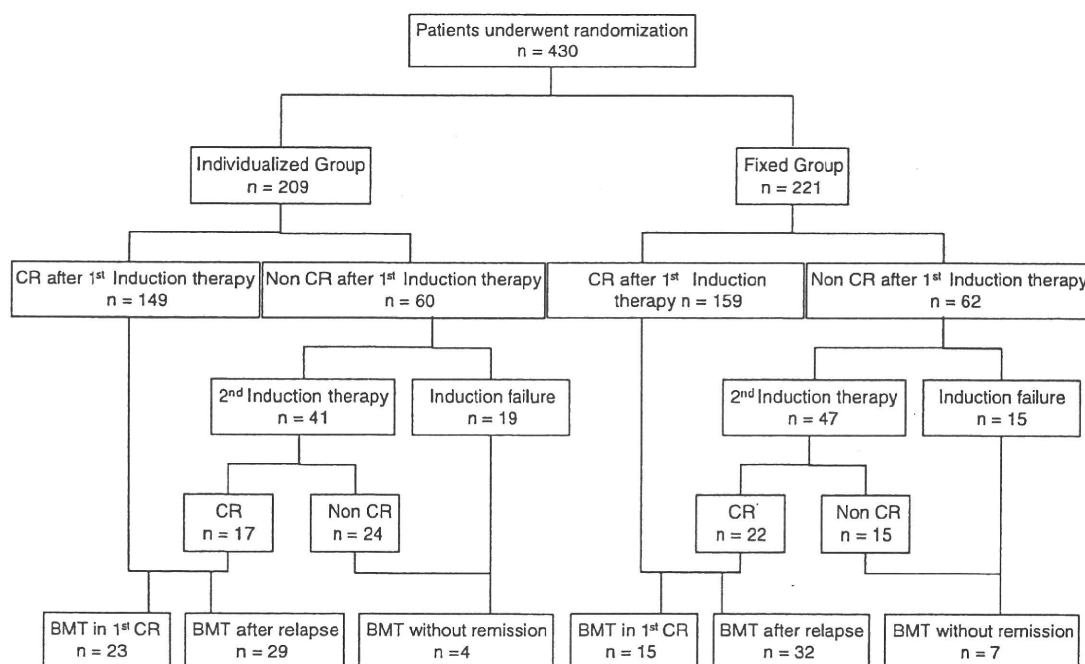 Patients underwent randomization
n = 430
Individualized Group
n = 209
Fixed Group
n = 221
CR after 1st Induction therapy
n = 149
Non CR after 1st Induction therapy
n = 60
CR after 1st Induction
therapy n = 159
Non CR after 1st Induction therapy
n = 62
2nd Induction therapy
n = 41
Induction failure
n = 19
2nd Induction therapy
n = 47
Induction failure
n = 15
CR
n = 17
Non CR
n = 24
CR
n = 22
Non CR
n = 15
BMT in 1st CR
n = 23
BMT after relapse
n = 29
BMT without remission
n =4
BMT in 1st CR
n = 15
BMT after relapse
n = 32
BMT without remission
n = 7